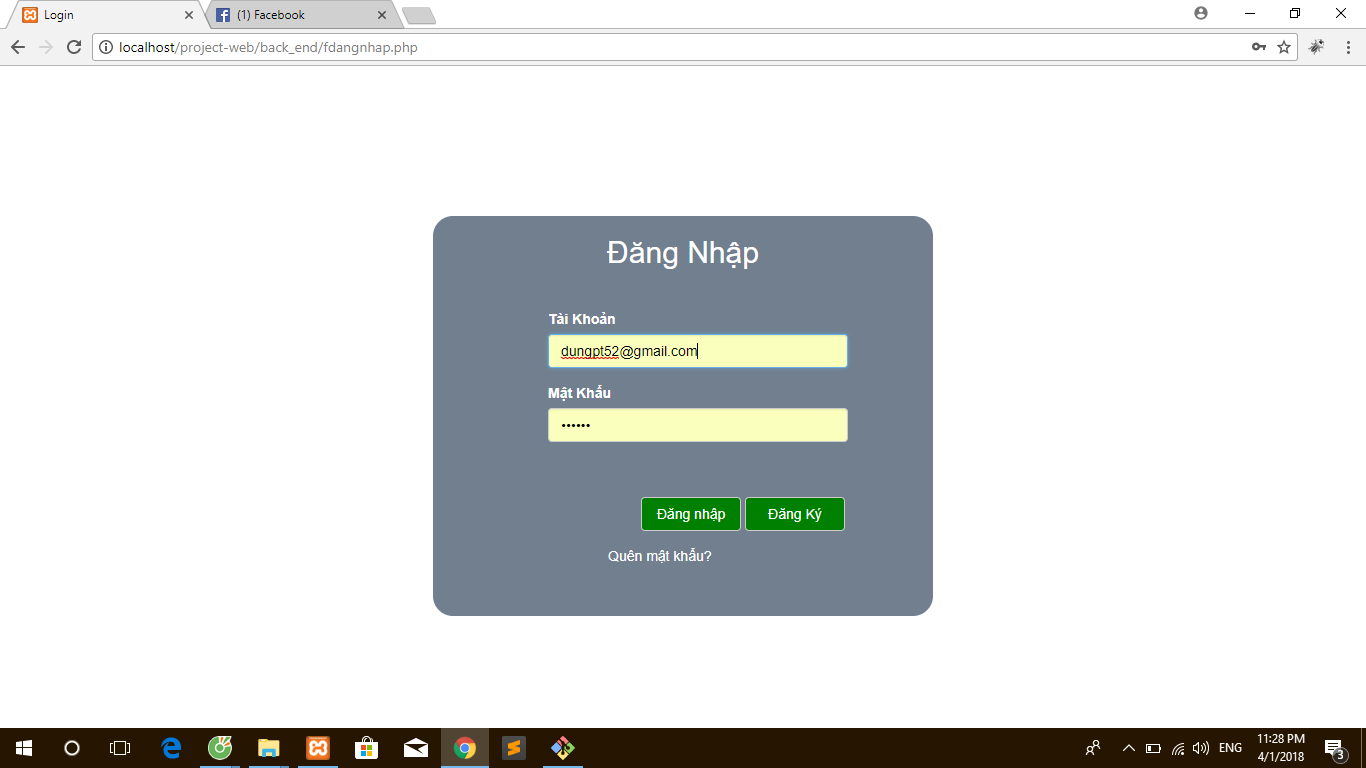 Login
(1) Facebook
localhost/project-web/back_end/fdangnhap.php
Đăng Nhập
Tài Khoản
dungpt52@gmail.com
Mật Khẩu
••••••
Đăng nhập Đăng Ký
Quên mật khẩu?
ENG
11:28 PM
4/1/2018
3